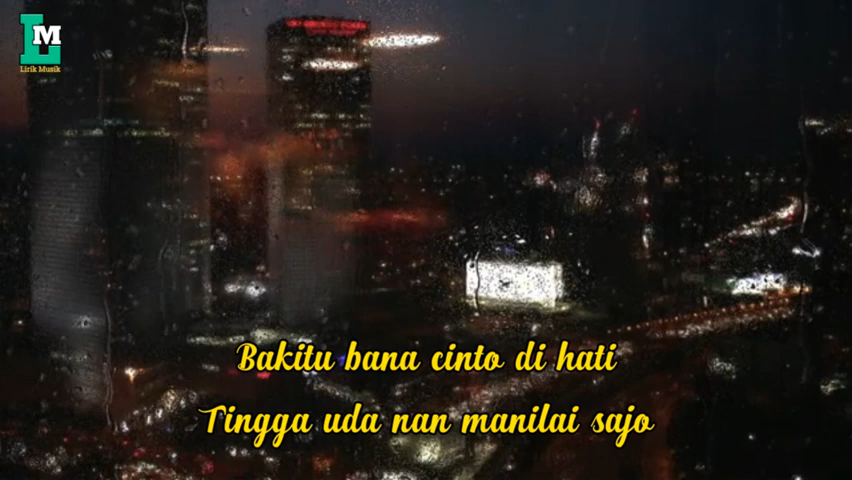 LM
Lirik Musik
Bakitu bana cinto di hati
Tingga uda nan manilai sajo